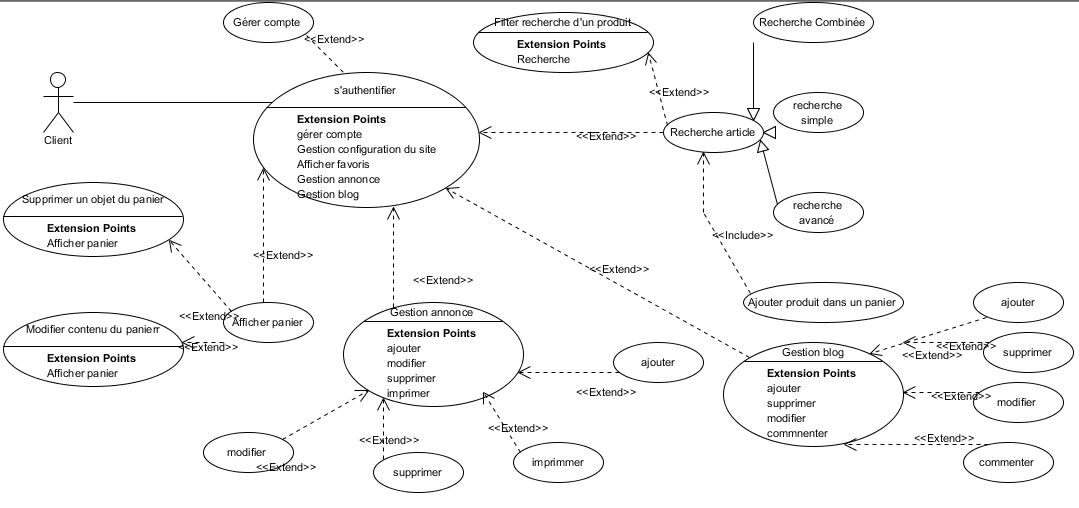 Gérer compte
<<Extend>>
Filter recherche d'un produit
Extension Points
Recherche
Recherche Combinée
Client
s'authentifier
Extension Points
gérer compte
Gestion configuration du site
Afficher favoris
Gestion annonce
Gestion blog
<<Extend>>
<<Extend>>
Recherche article
recherche
simple
recherche
avancé
<<Include>>
Supprimer un objet du panier
Extension Points
Afficher panier
<<Extend>>
<<Extend>>
<<Extend>>
<<Extend>>
Afficher panier
Modifier contenu du panierr
Extension Points
Afficher panier
<<Extend>>
Gestion annonce
Extension Points
ajouter
modifier
supprimer
imprimer
Ajouter produit dans un panier
ajouter
<<Extend>>
modifier
<<Extend>>
<<Extend>>
supprimer
<<Extend>>
imprimmer
Gestion blog
Extension Points
ajouter
supprimer
modifier
commnenter
ajouter
<<Extend>>
<<Extend>>
supprimer
<<Extend>>
modifier
<<Extend>>
commenter